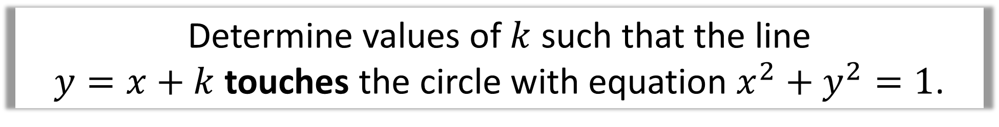 Determine values of 𝑘 such that the line
𝑦 = 𝑥 + 𝑘 touches the circle with equation 𝑥² + 𝑦² = 1.